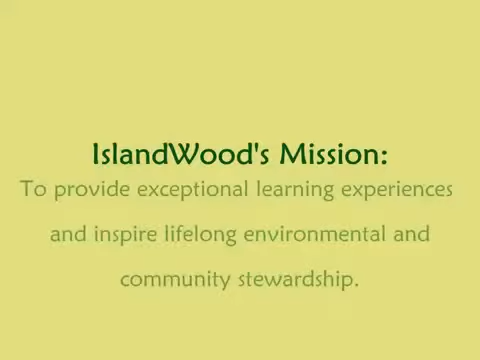 IslandWood's Mission:
To provide exceptional learning experiences
and inspire lifelong environmental and
community stewardship.